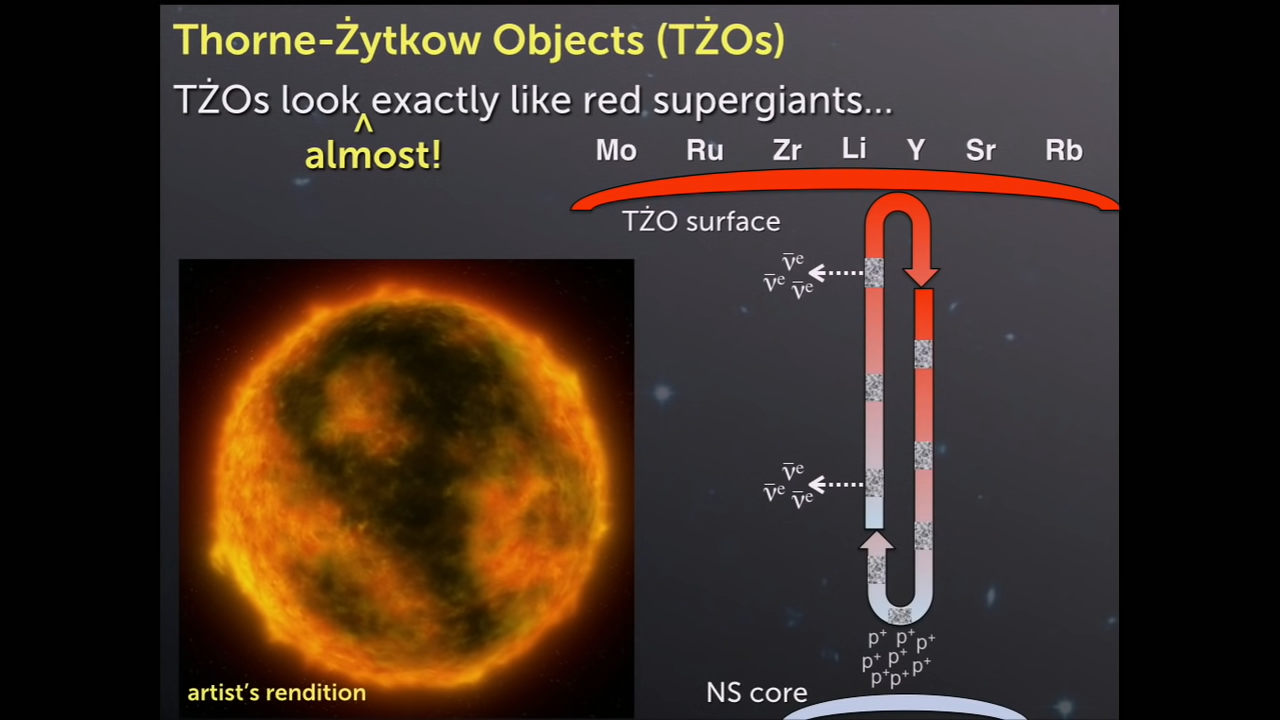 Thorne-Żytkow Objects (TŻOs)
TŻOs look exactly like red supergiants...
^
almost!
Mo Ru Zr Li Y Sr Rb
TŻO surface
ν̄e
ν̄e ν̄e
ν̄e
ν̄e ν̄e
p+ p+ p+
p+ p+ p+
p+ p+
NS core
artist's rendition